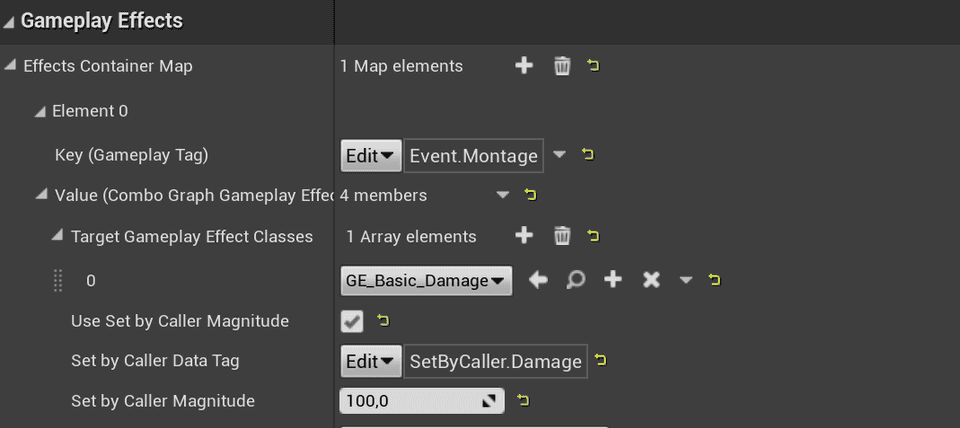 Gameplay Effects
Effects Container Map 1 Map elements
Element 0
Key (Gameplay Tag) Edit Event.Montage
Value (Combo Graph Gameplay Effec 4 members
Target Gameplay Effect Classes 1 Array elements
0 GE_Basic_Damage
Use Set by Caller Magnitude
Set by Caller Data Tag Edit SetByCaller.Damage
Set by Caller Magnitude 100,0